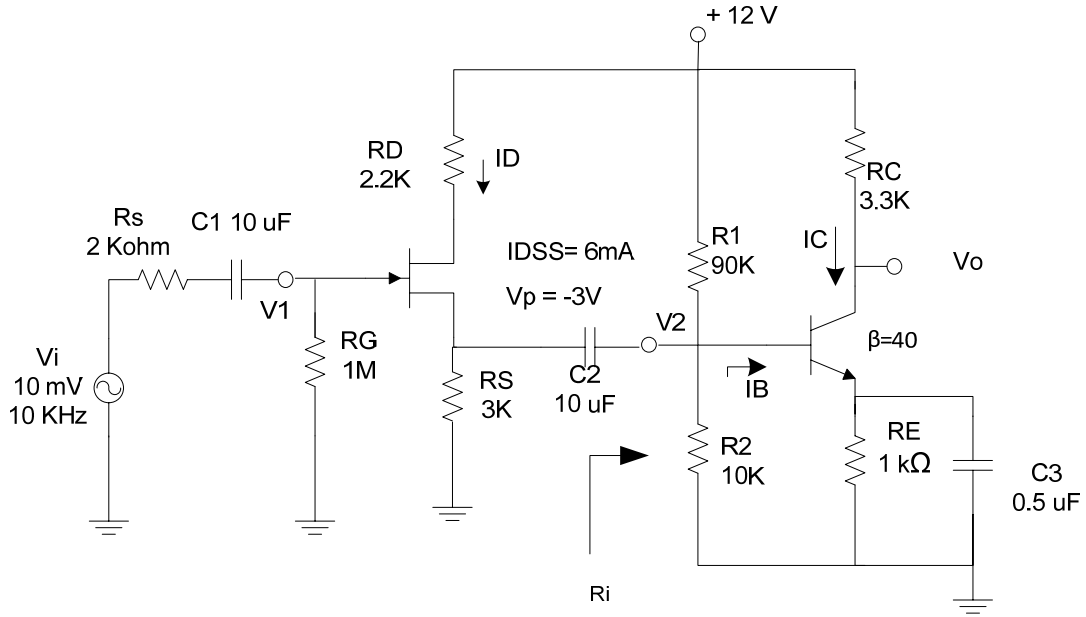 + 12 V
RD
2.2K
ID
RC
3.3K
Rs
2 Kohm
C1 10 uF
IDSS= 6mA
Vp = -3V
R1
90K
IC
Vo
V1
V2
β=40
RG
1M
Vi
10 mV
10 KHz
RS
3K
C2
10 uF
IB
R2
10K
RE
1 kΩ
C3
0.5 uF
Ri